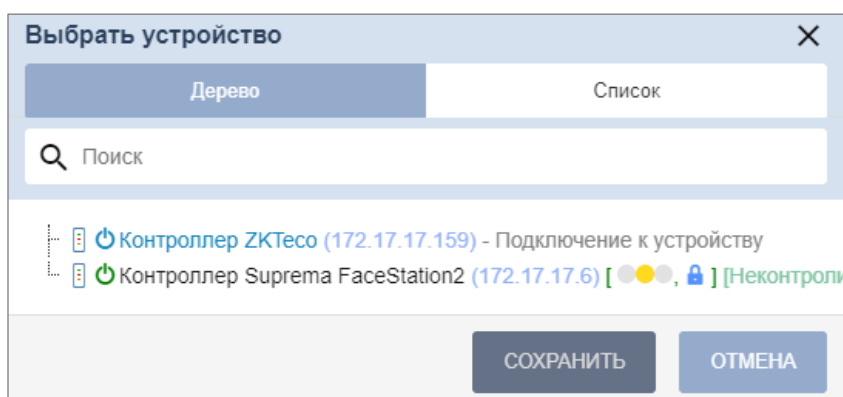 Выбрать устройство
Дерево Список
Поиск
Контроллер ZKTeco (172.17.17.159) - Подключение к устройству
Контроллер Suprema FaceStation2 (172.17.17.6) [ , ] [Неконтроли
СОХРАНИТЬ ОТМЕНА